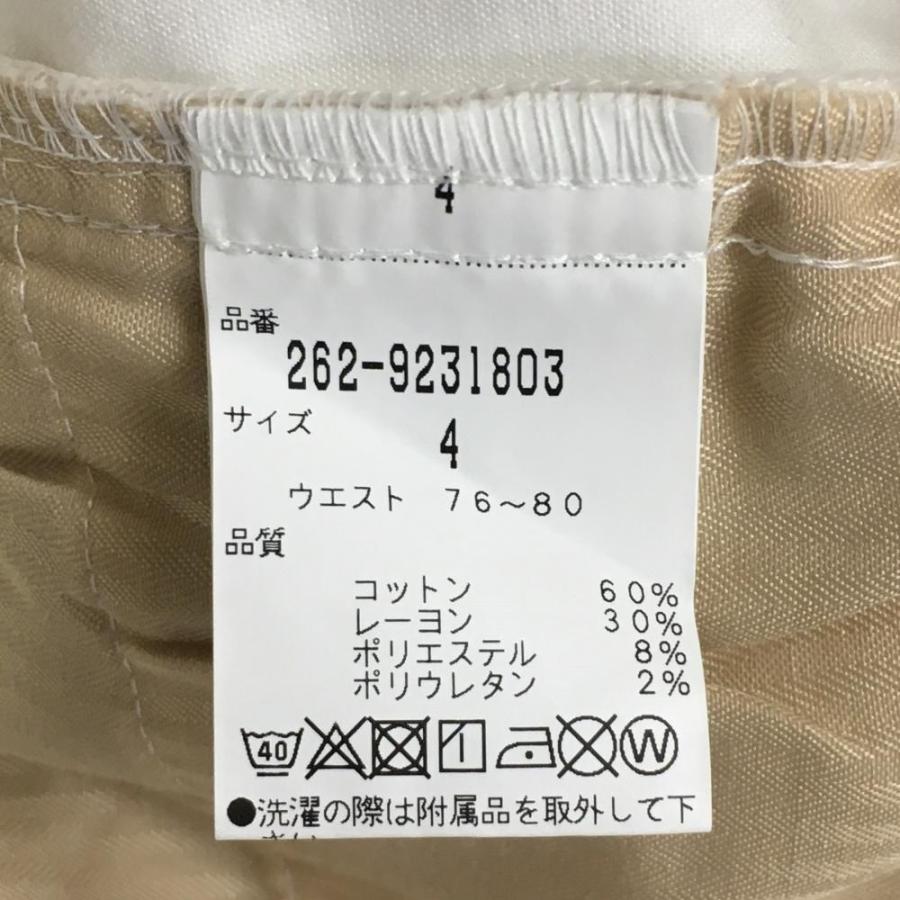 4
品番
262-9231803
サイズ
4
ウエスト 76～80
品質
コットン 60%
レーヨン 30%
ポリエステル 8%
ポリウレタン 2%
40 W
●洗濯の際は附属品を取外して下